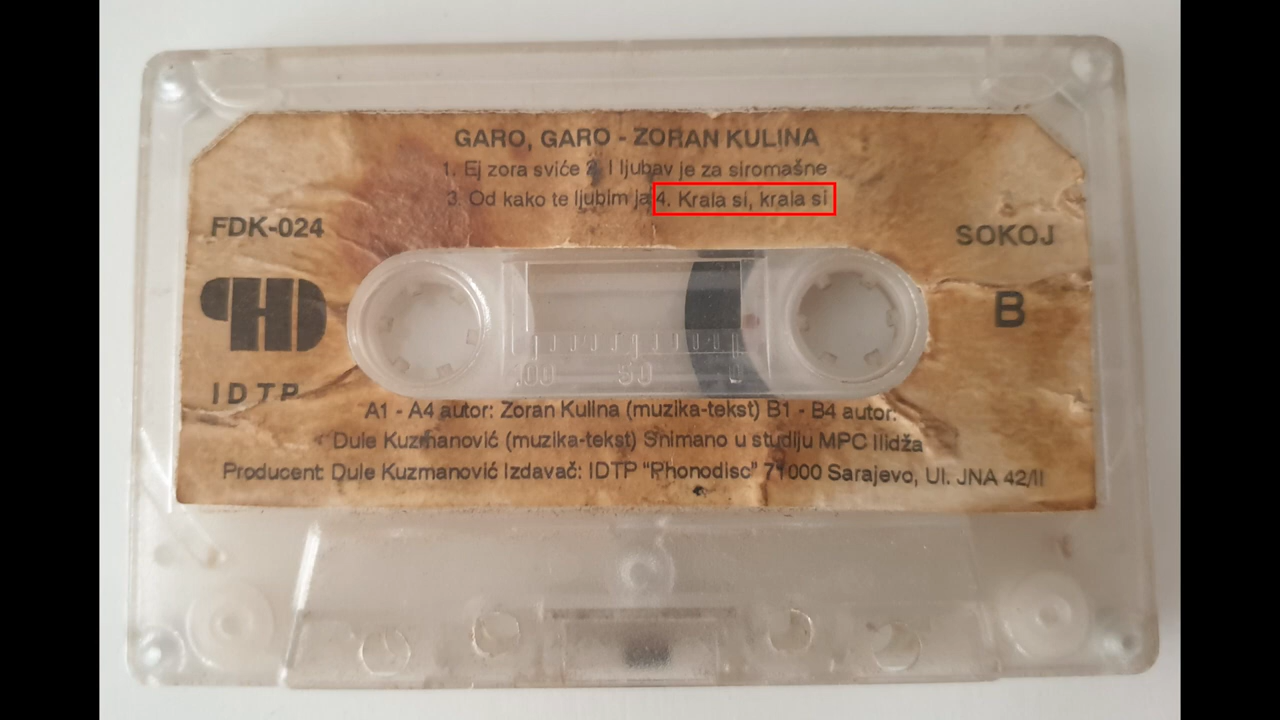 GARO, GARO - ZORAN KULINA
1. Ej zora sviće 2. I ljubav je za siromašne
3. Od kako te ljubim ja 4. Krala si, krala si
FDK-024
SOKOJ
B
IDTP
100 50 0
A1 - A4 autor: Zoran Kulina (muzika-tekst) B1 - B4 autor:
Dule Kuzmanović (muzika-tekst) Snimano u studiju MPC Ilidža
Producent: Dule Kuzmanović Izdavač: IDTP "Phonodisc" 71000 Sarajevo, Ul. JNA 42/II